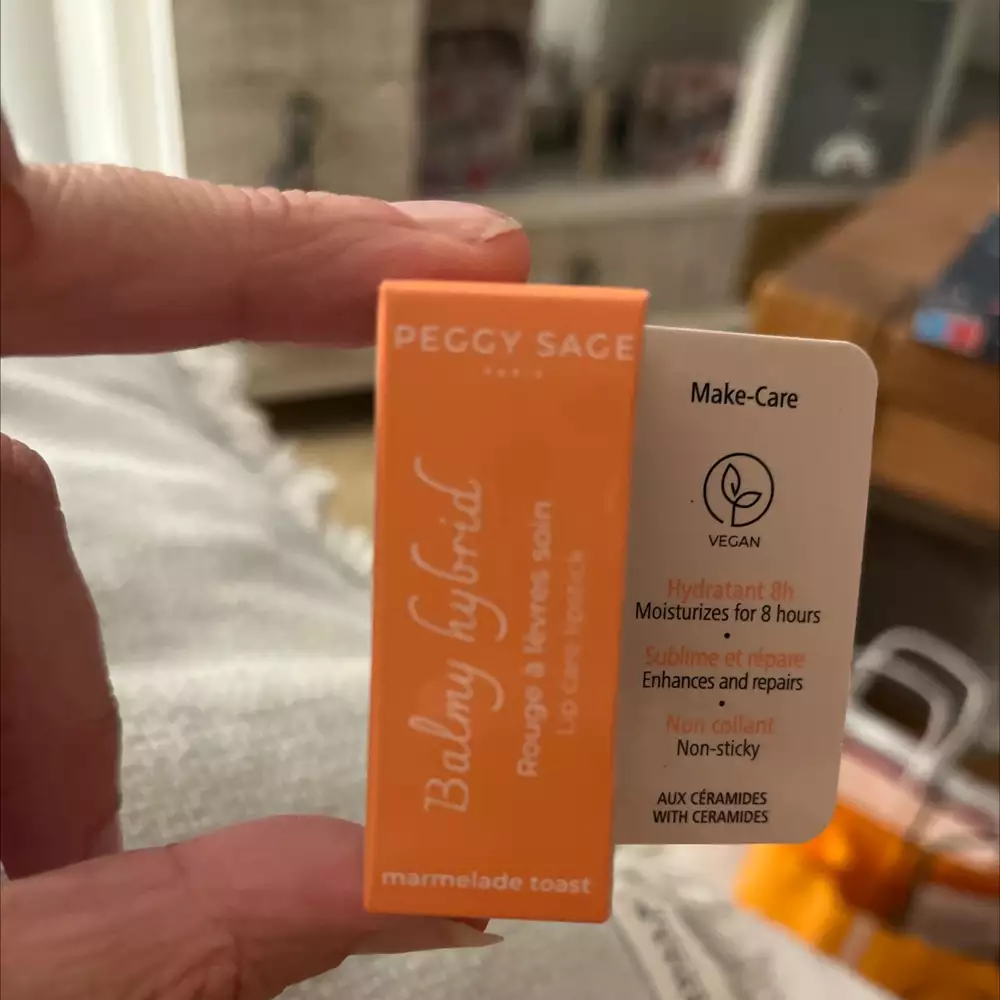 PEGGY SAGE
PARIS
Balmy hybrid
Rouge à lèvres soin
Lip care lipstick
marmelade toast
Make-Care
VEGAN
Hydratant 8h
Moisturizes for 8 hours
•
Sublime et répare
Enhances and repairs
•
Non collant
Non-sticky
AUX CÉRAMIDES
WITH CERAMIDES